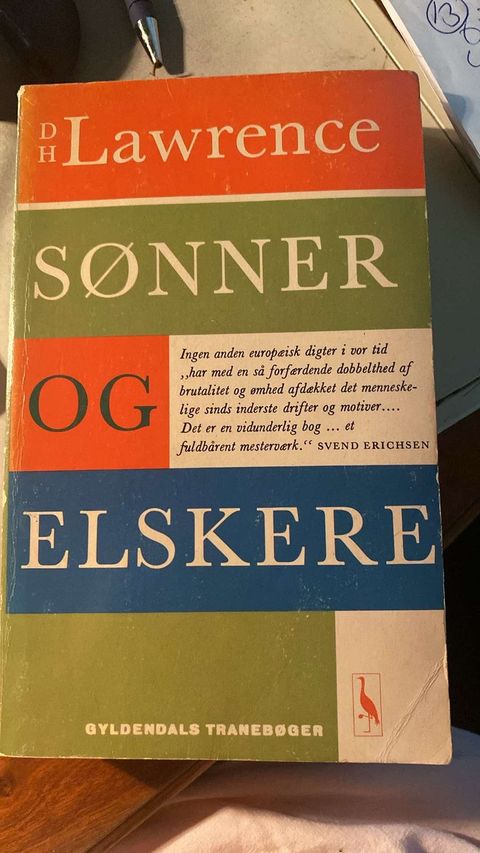 D H Lawrence
SØNNER
OG
Ingen anden europæisk digter i vor tid
„har med en så forfærdende dobbelthed af
brutalitet og ømhed afdækket det menneske-
lige sinds inderste drifter og motiver....
Det er en vidunderlig bog ... et
fuldbårent mesterværk.“ SVEND ERICHSEN
ELSKERE
GYLDENDALS TRANEBØGER
13